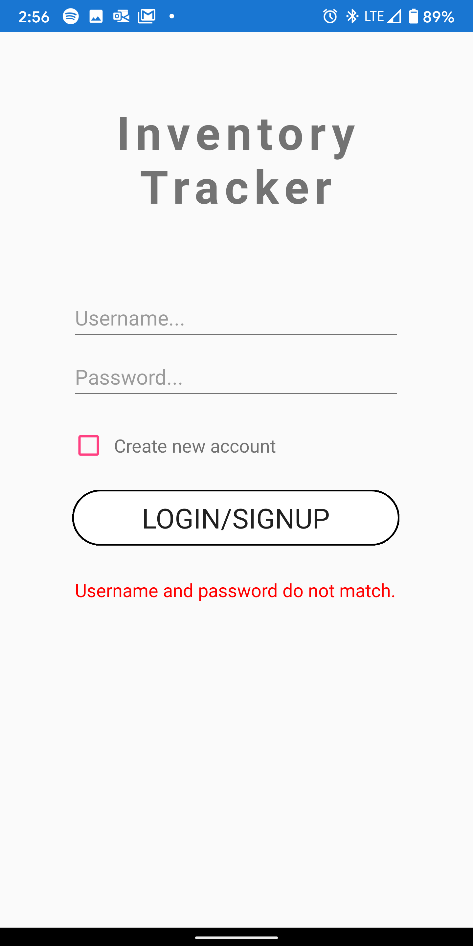 2:56 LTE 89%
Inventory
Tracker
Username...
Password...
Create new account
LOGIN/SIGNUP
Username and password do not match.